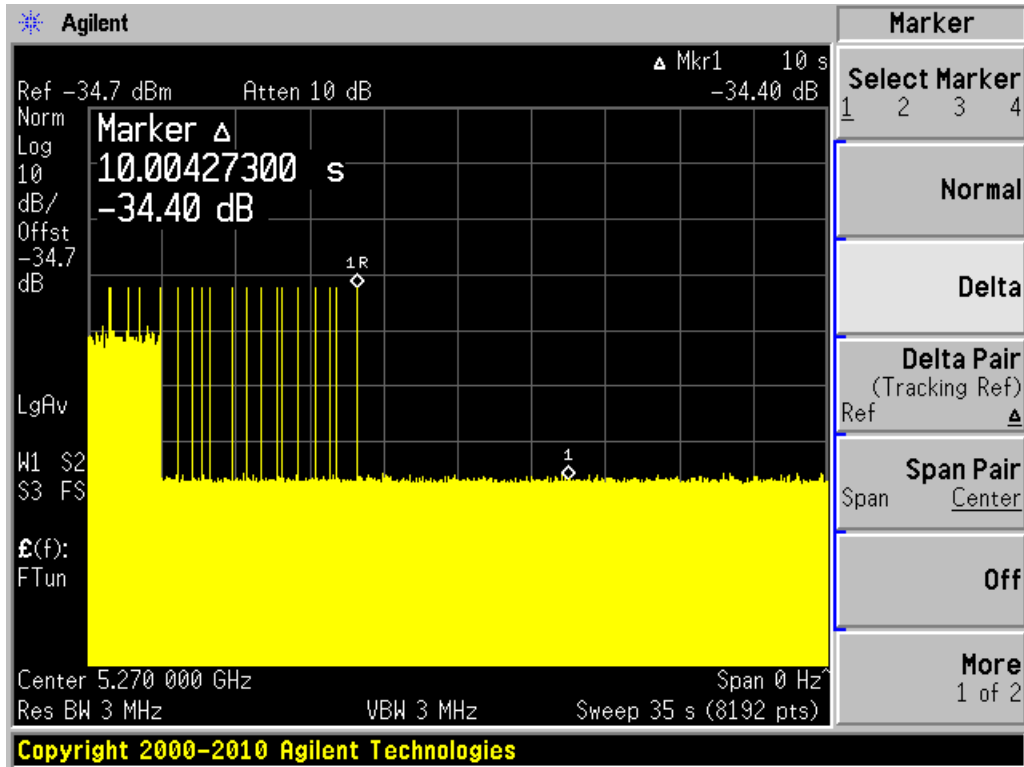 Agilent
Marker
Δ Mkr1 10 s
Ref -34.7 dBm Atten 10 dB -34.40 dB
Norm
Log
10
dB/
Offst
-34.7
dB
Marker Δ
10.00427300 s
-34.40 dB
1R
1
LgAv
W1 S2
S3 FS
£(f):
FTun
Center 5.270 000 GHz Span 0 Hz^
Res BW 3 MHz VBW 3 MHz Sweep 35 s (8192 pts)
Copyright 2000-2010 Agilent Technologies
Select Marker
1 2 3 4
Normal
Delta
Delta Pair
(Tracking Ref)
Ref Δ
Span Pair
Span Center
Off
More
1 of 2